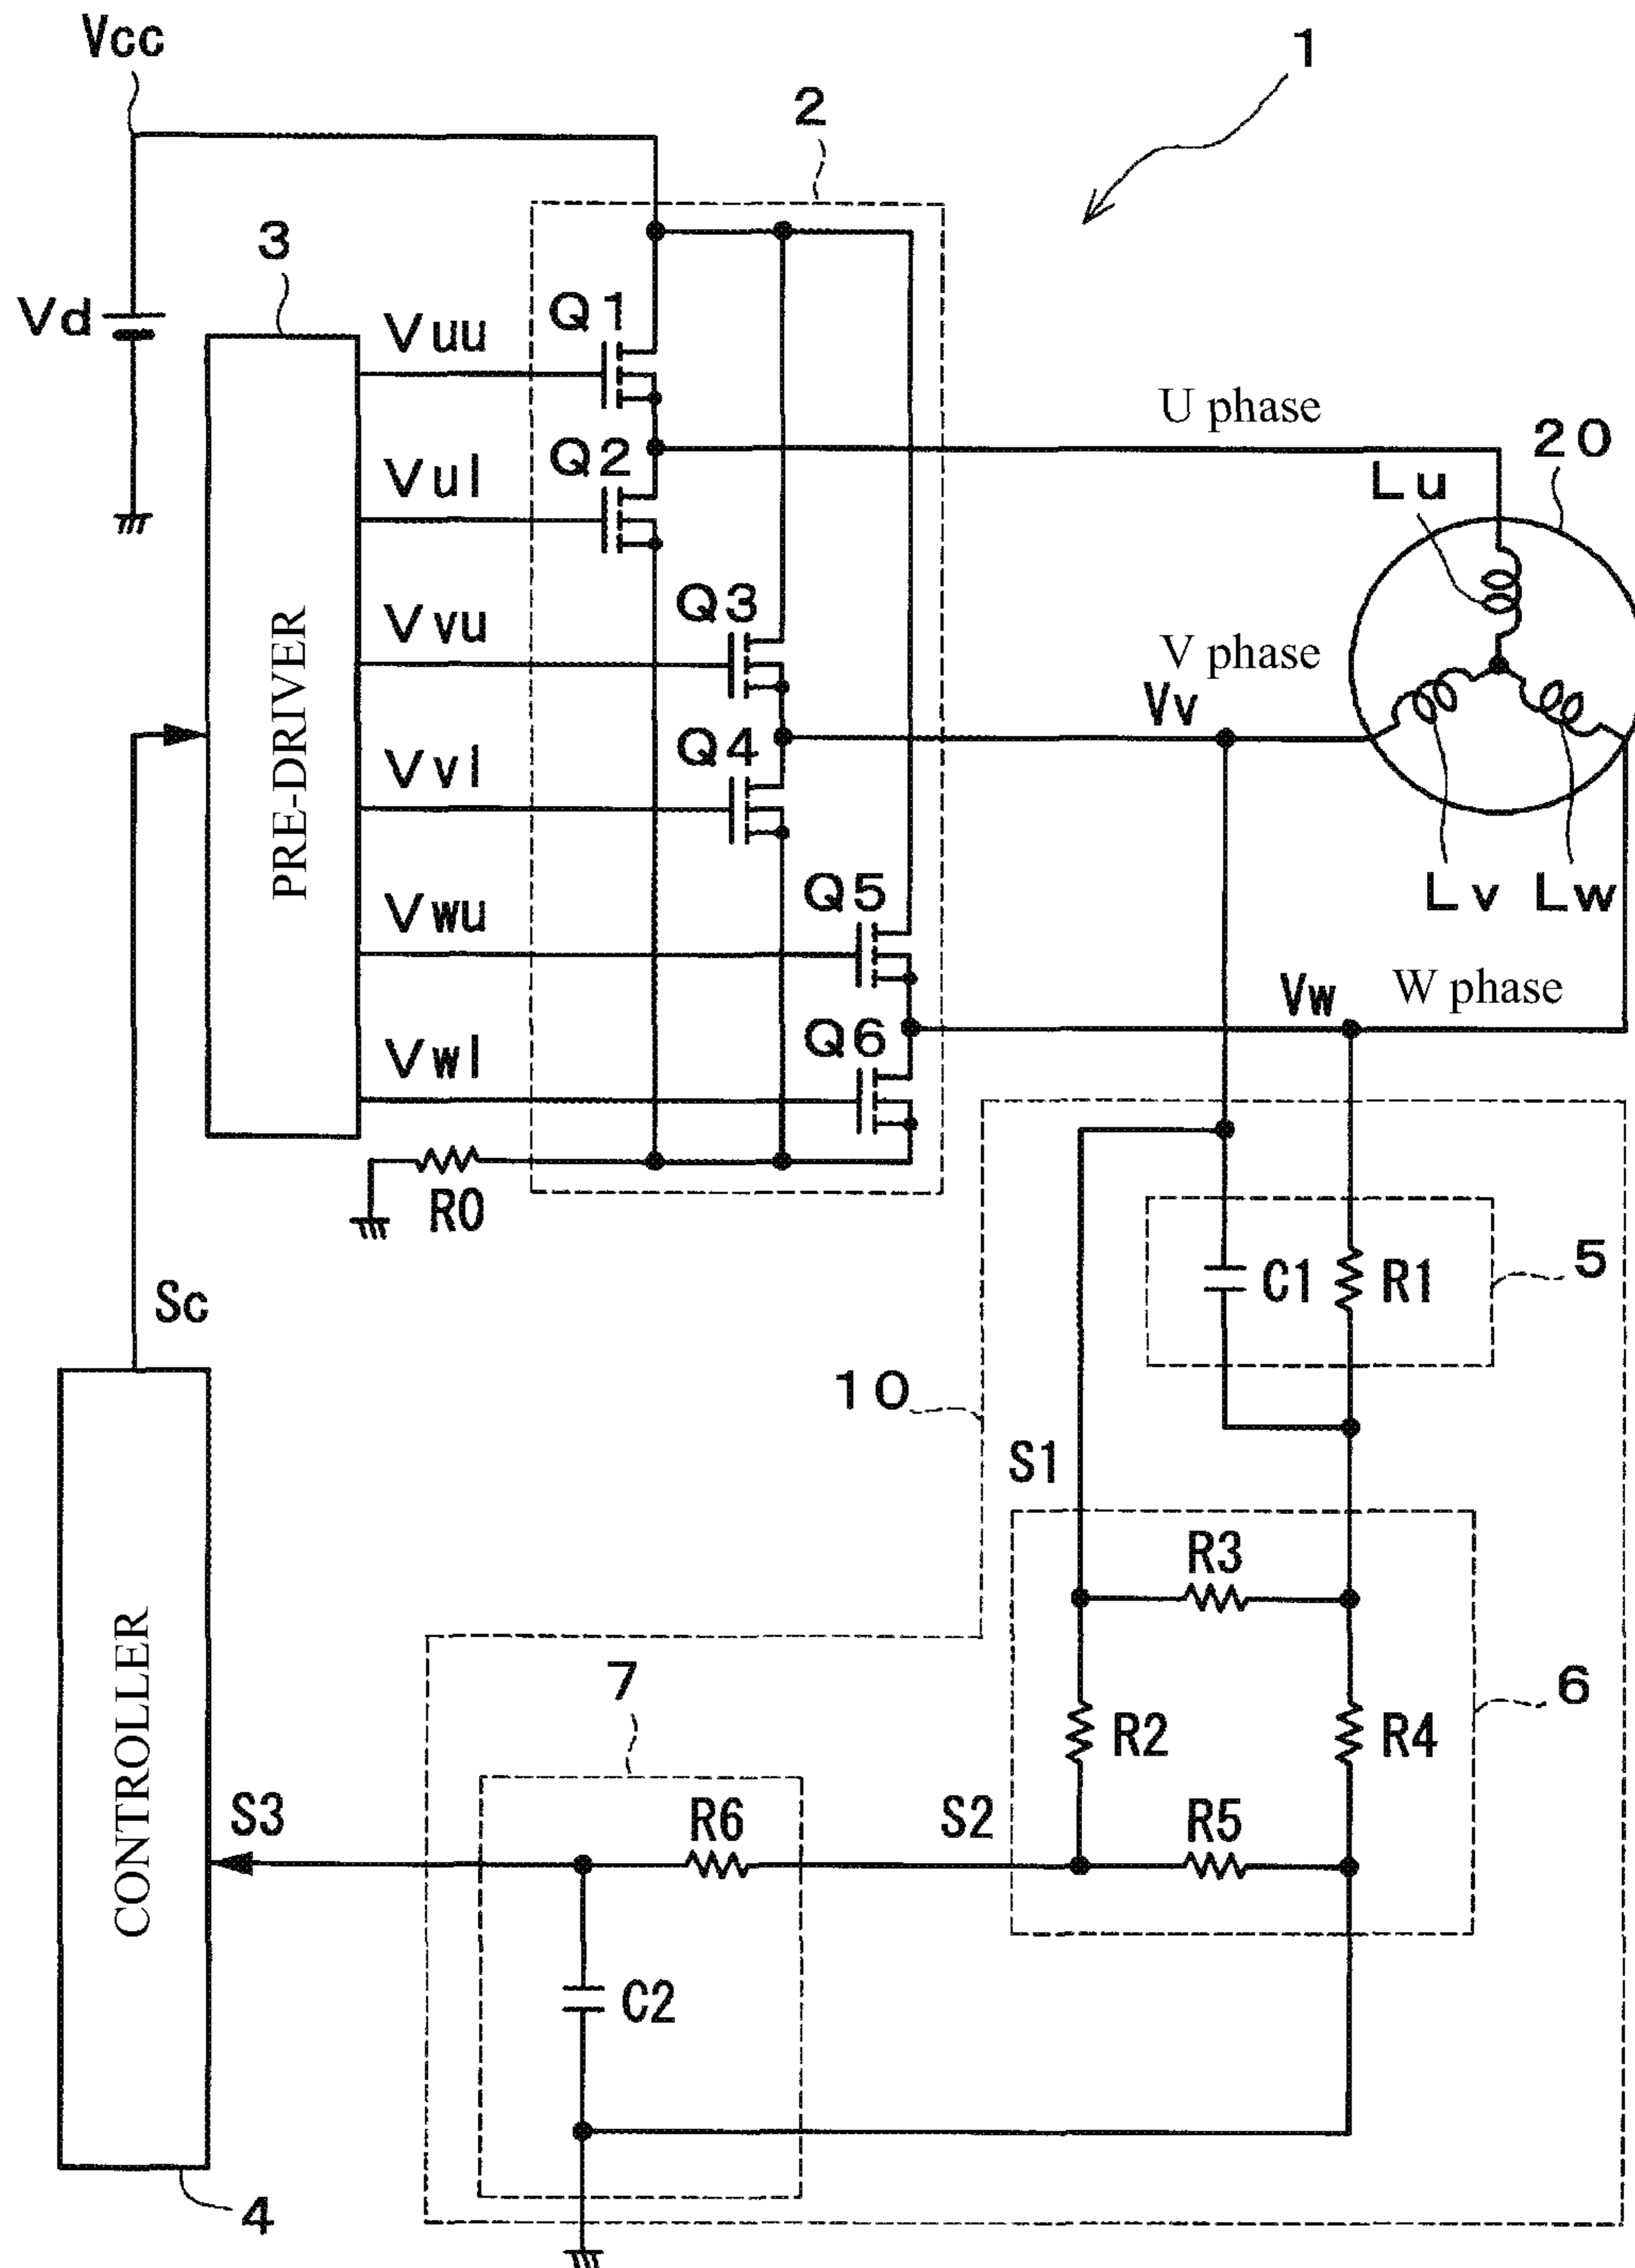 Vcc
1
2
3
Vd
Vuu
Q1
U phase
20
Vul
Q2
Lu
PRE-DRIVER
Vvu
Q3
V phase
Vv
Vvl
Q4
Lv
Lw
Vwu
Q5
Vw
W phase
Vwl
Q6
R0
Sc
C1
R1
5
10
S1
R3
CONTROLLER
7
6
R2
R4
S3
R6
S2
R5
C2
4